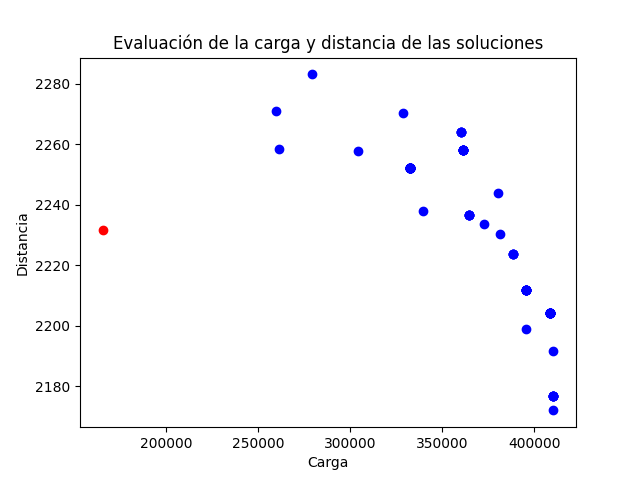 Evaluación de la carga y distancia de las soluciones
2280
2260
2240
2220
2200
2180
Distancia
200000 250000 300000 350000 400000
Carga